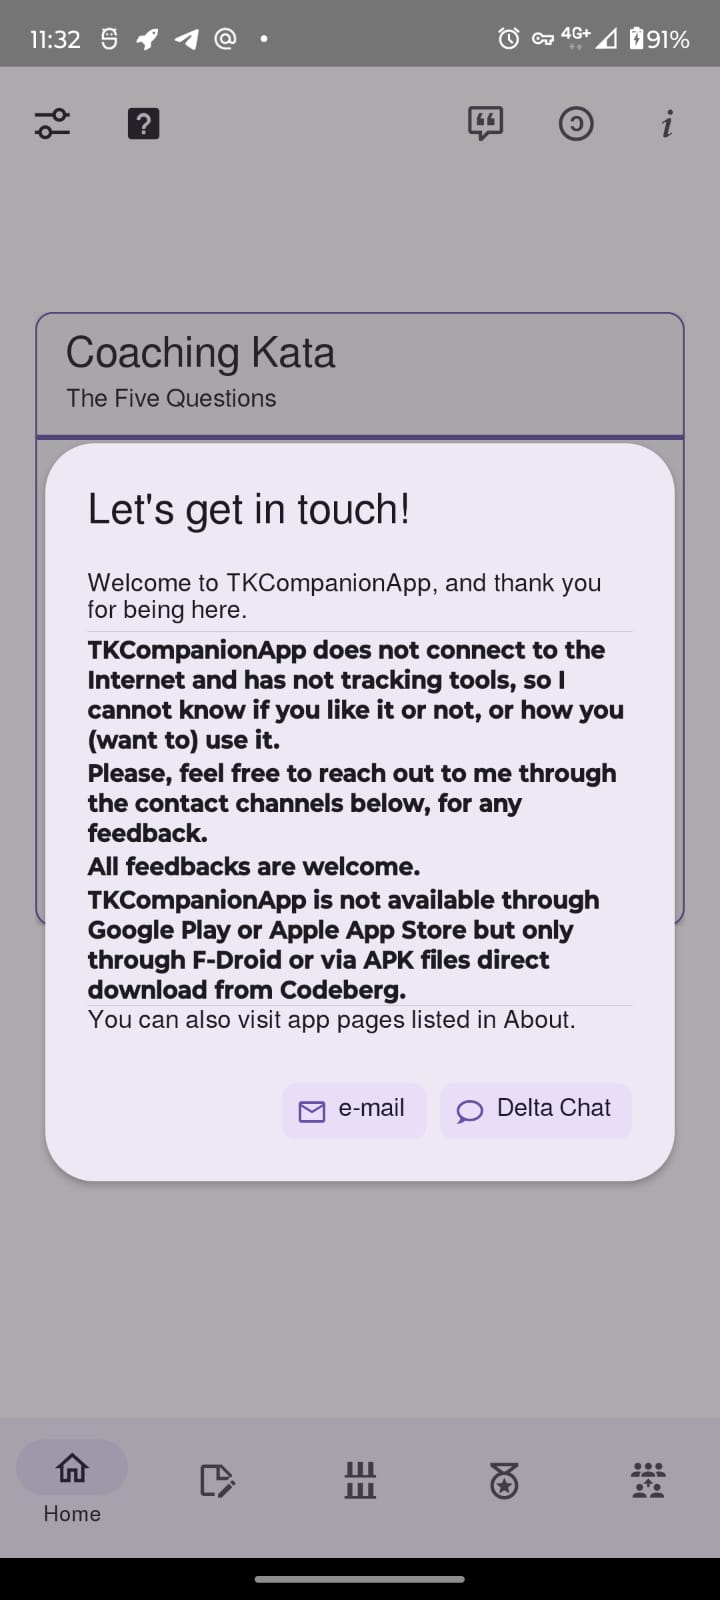 11:32
4G+
91%
Coaching Kata
The Five Questions
Let's get in touch!
Welcome to TKCompanionApp, and thank you
for being here.
TKCompanionApp does not connect to the
Internet and has not tracking tools, so I
cannot know if you like it or not, or how you
(want to) use it.
Please, feel free to reach out to me through
the contact channels below, for any
feedback.
All feedbacks are welcome.
TKCompanionApp is not available through
Google Play or Apple App Store but only
through F-Droid or via APK files direct
download from Codeberg.
You can also visit app pages listed in About.
e-mail
Delta Chat
Home